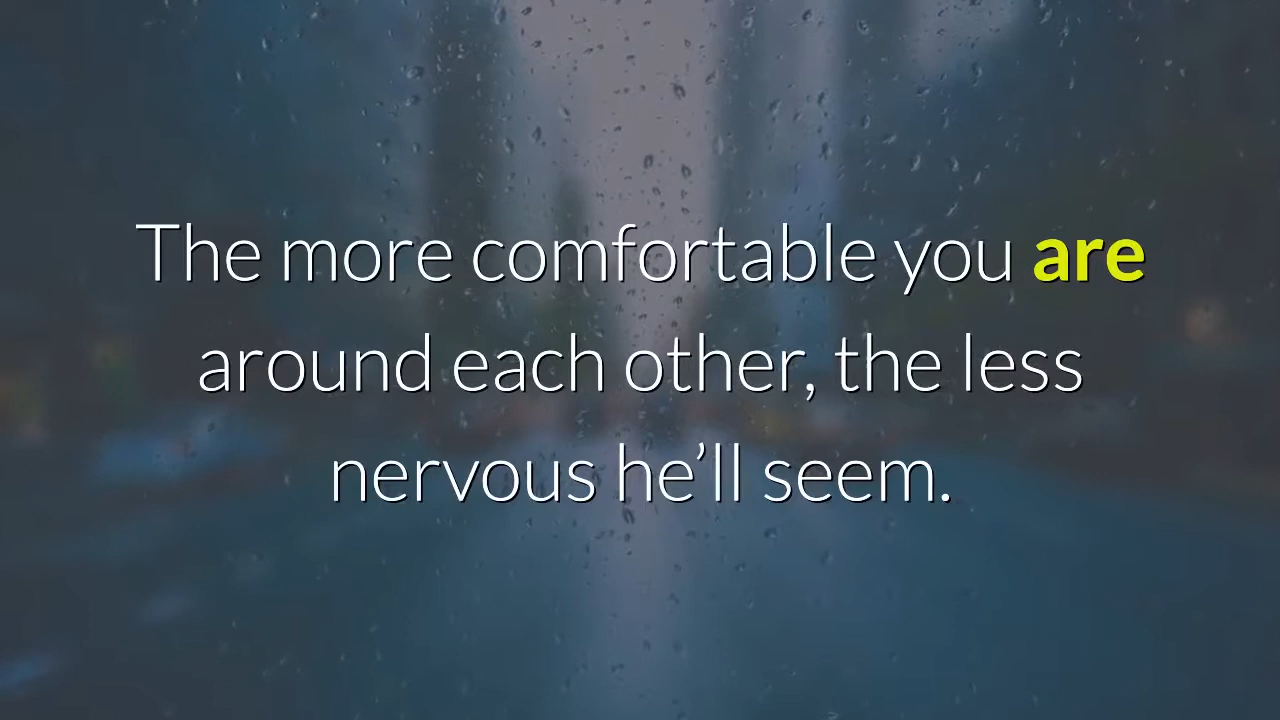 The more comfortable you are
around each other, the less
nervous he’ll seem.